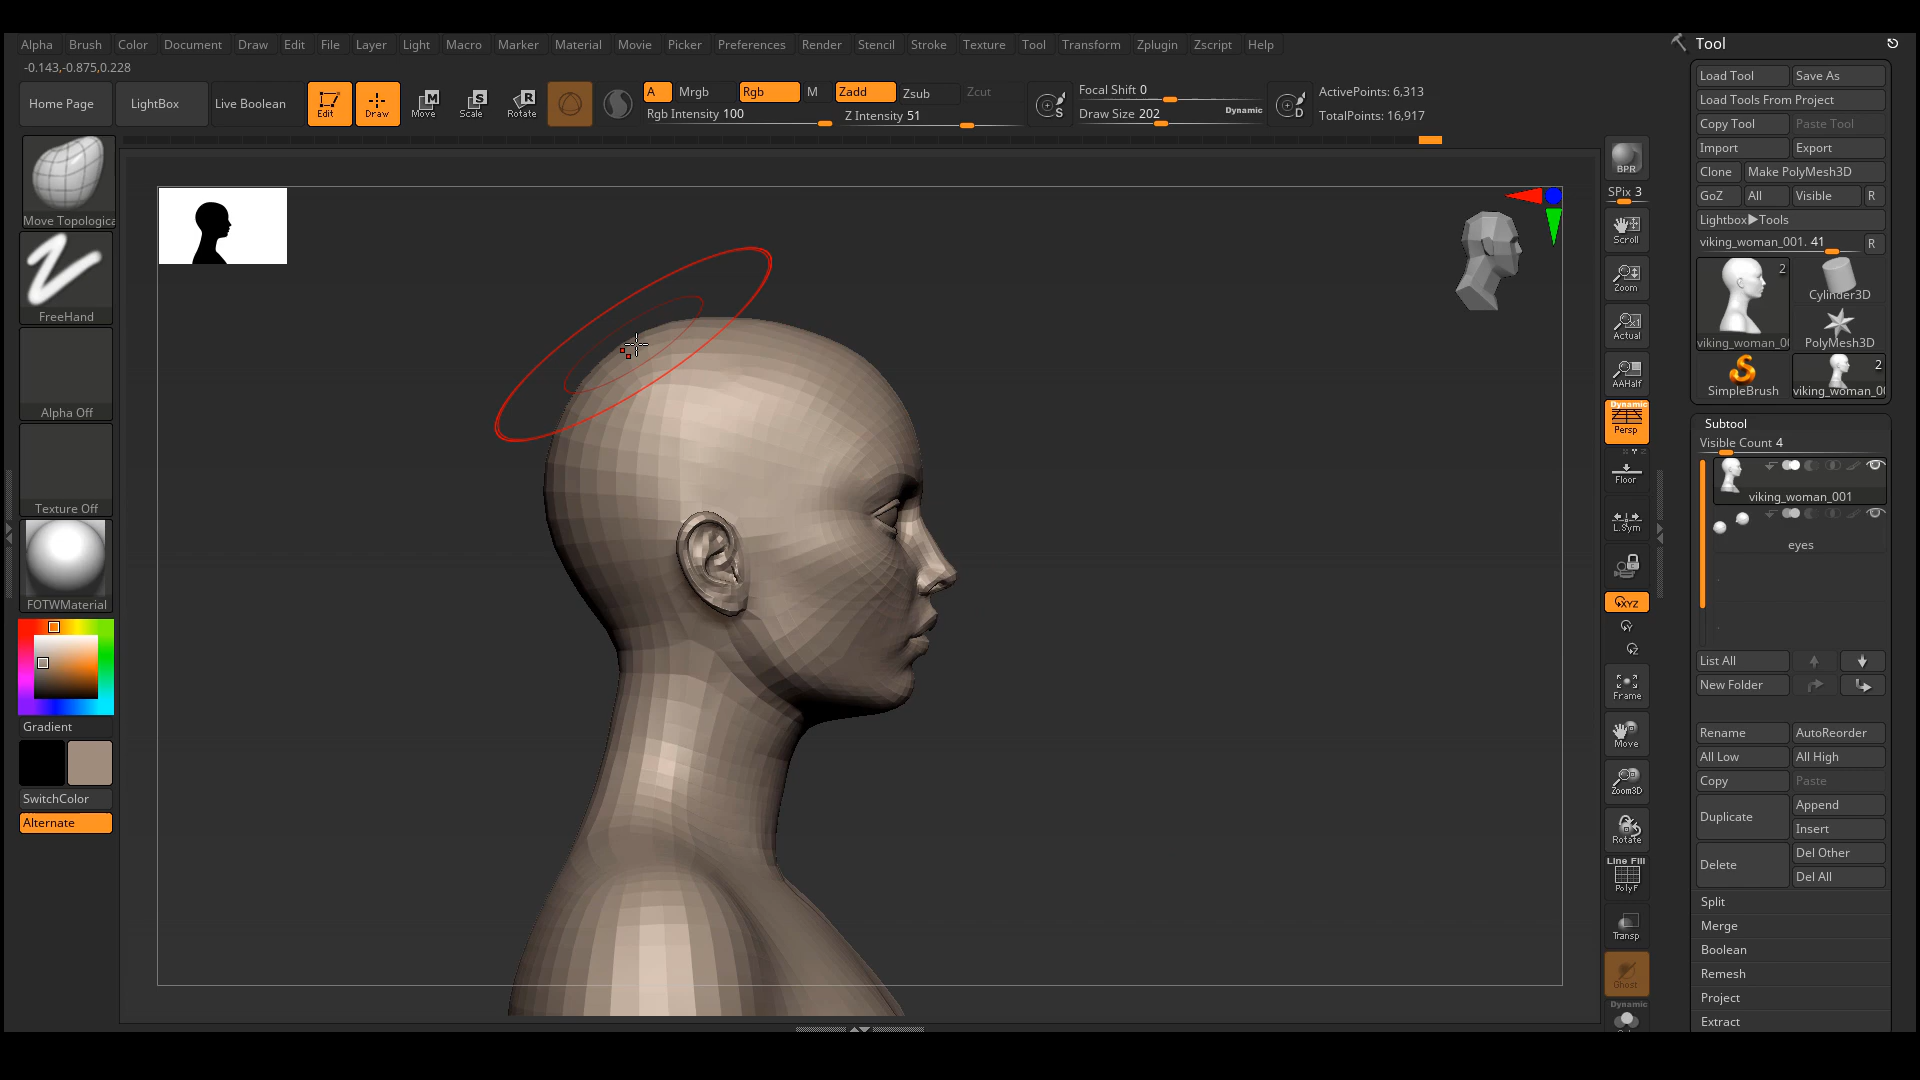 Alpha Brush Color Document Draw Edit File Layer Light Macro Marker Material Movie Picker Preferences Render Stencil Stroke Texture Tool Transform Zplugin Zscript Help
-0.143,-0.875,0.228
Home Page
LightBox
Live Boolean
Edit
Draw
Move
Scale
Rotate
A
Mrgb
Rgb
M
Zadd
Zsub
Zcut
Rgb Intensity 100
Z Intensity 51
S
Focal Shift 0
Draw Size 202
Dynamic
D
ActivePoints: 6,313
TotalPoints: 16,917
Move Topologica
FreeHand
Alpha Off
Texture Off
FOTWMaterial
Gradient
SwitchColor
Alternate
BPR
SPix 3
Scroll
Zoom
Actual
AAHalf
Dynamic
Persp
Floor
L.Sym
XYZ
Y
Z
Frame
Move
Zoom3D
Rotate
Line Fill
PolyF
Transp
Ghost
Dynamic
Tool
Load Tool
Save As
Load Tools From Project
Copy Tool
Paste Tool
Import
Export
Clone
Make PolyMesh3D
GoZ
All
Visible
R
Lightbox▶Tools
viking_woman_001. 41
R
2
viking_woman_00
Cylinder3D
PolyMesh3D
SimpleBrush
2
viking_woman_00
Subtool
Visible Count 4
viking_woman_001
eyes
List All
New Folder
Rename
AutoReorder
All Low
All High
Copy
Paste
Duplicate
Append
Insert
Delete
Del Other
Del All
Split
Merge
Boolean
Remesh
Project
Extract